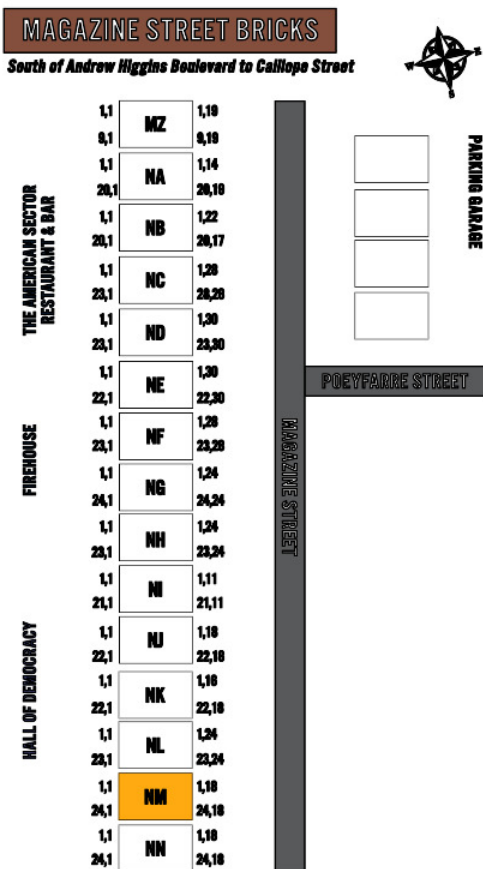 MAGAZINE STREET BRICKS
South of Andrew Higgins Boulevard to Calliope Street
N
E
S
W
PARKING GARAGE
THE AMERICAN SECTOR
RESTAURANT & BAR
FIREHOUSE
HALL OF DEMOCRACY
MAGAZINE STREET
POEYFARRE STREET
1,1 MZ 1,19
9,1 9,19
1,1 NA 1,14
20,1 20,19
1,1 NB 1,22
20,1 20,17
1,1 NC 1,28
23,1 28,28
1,1 ND 1,30
23,1 23,30
1,1 NE 1,30
22,1 22,30
1,1 NF 1,28
23,1 23,28
1,1 NG 1,24
24,1 24,24
1,1 NH 1,24
23,1 23,24
1,1 NI 1,11
21,1 21,11
1,1 NJ 1,18
22,1 22,18
1,1 NK 1,16
22,1 22,18
1,1 NL 1,24
23,1 23,24
1,1 NM 1,18
24,1 24,18
1,1 NN 1,18
24,1 24,18